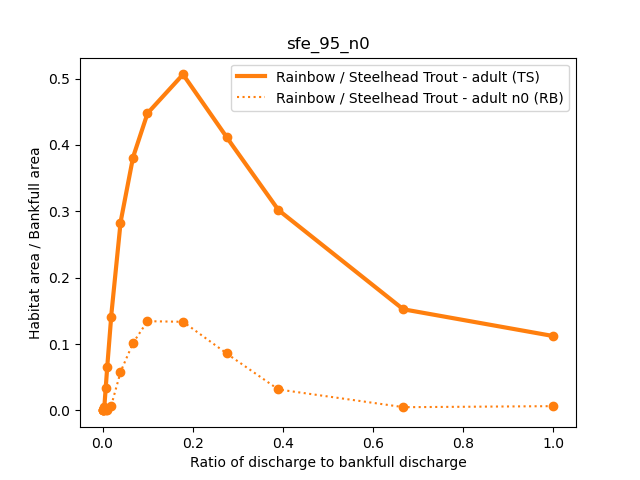 sfe_95_n0
Rainbow / Steelhead Trout - adult (TS)
Rainbow / Steelhead Trout - adult n0 (RB)
Habitat area / Bankfull area
0.5
0.4
0.3
0.2
0.1
0.0
0.0 0.2 0.4 0.6 0.8 1.0
Ratio of discharge to bankfull discharge